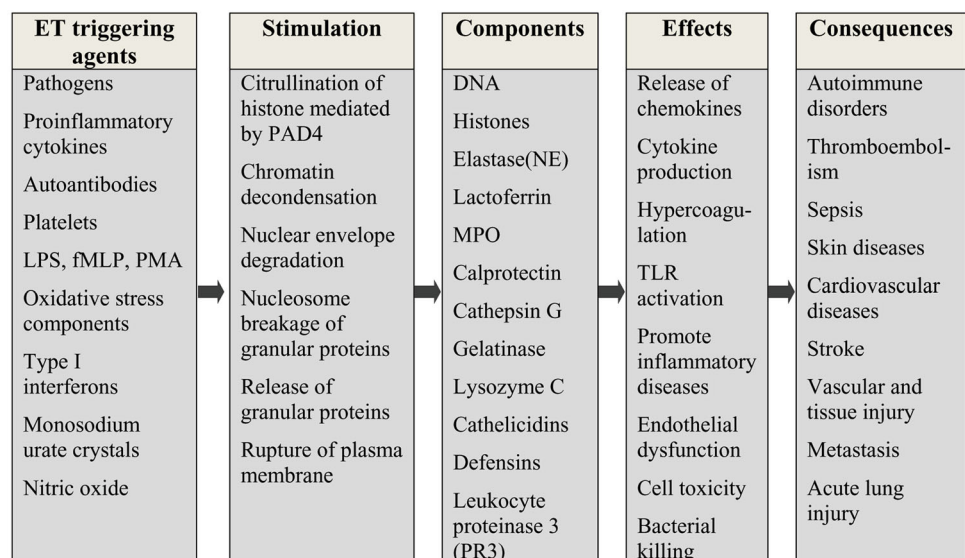 ET triggering
agents
Pathogens
Proinflammatory
cytokines
Autoantibodies
Platelets
LPS, fMLP, PMA
Oxidative stress
components
Type I
interferons
Monosodium
urate crystals
Nitric oxide
Stimulation
Citrullination of
histone mediated
by PAD4
Chromatin
decondensation
Nuclear envelope
degradation
Nucleosome
breakage of
granular proteins
Release of
granular proteins
Rupture of plasma
membrane
Components
DNA
Histones
Elastase(NE)
Lactoferrin
MPO
Calprotectin
Cathepsin G
Gelatinase
Lysozyme C
Cathelicidins
Defensins
Leukocyte
proteinase 3
(PR3)
Effects
Release of
chemokines
Cytokine
production
Hypercoagu-
lation
TLR
activation
Promote
inflammatory
diseases
Endothelial
dysfunction
Cell toxicity
Bacterial
killing
Consequences
Autoimmune
disorders
Thromboembol-
ism
Sepsis
Skin diseases
Cardiovascular
diseases
Stroke
Vascular and
tissue injury
Metastasis
Acute lung
injury